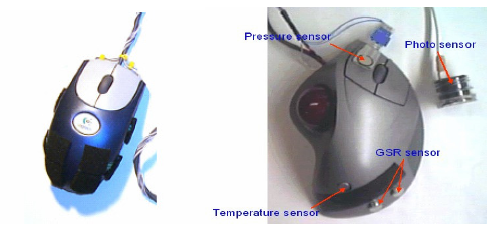 Pressure sensor
Photo sensor
GSR sensor
Temperature sensor